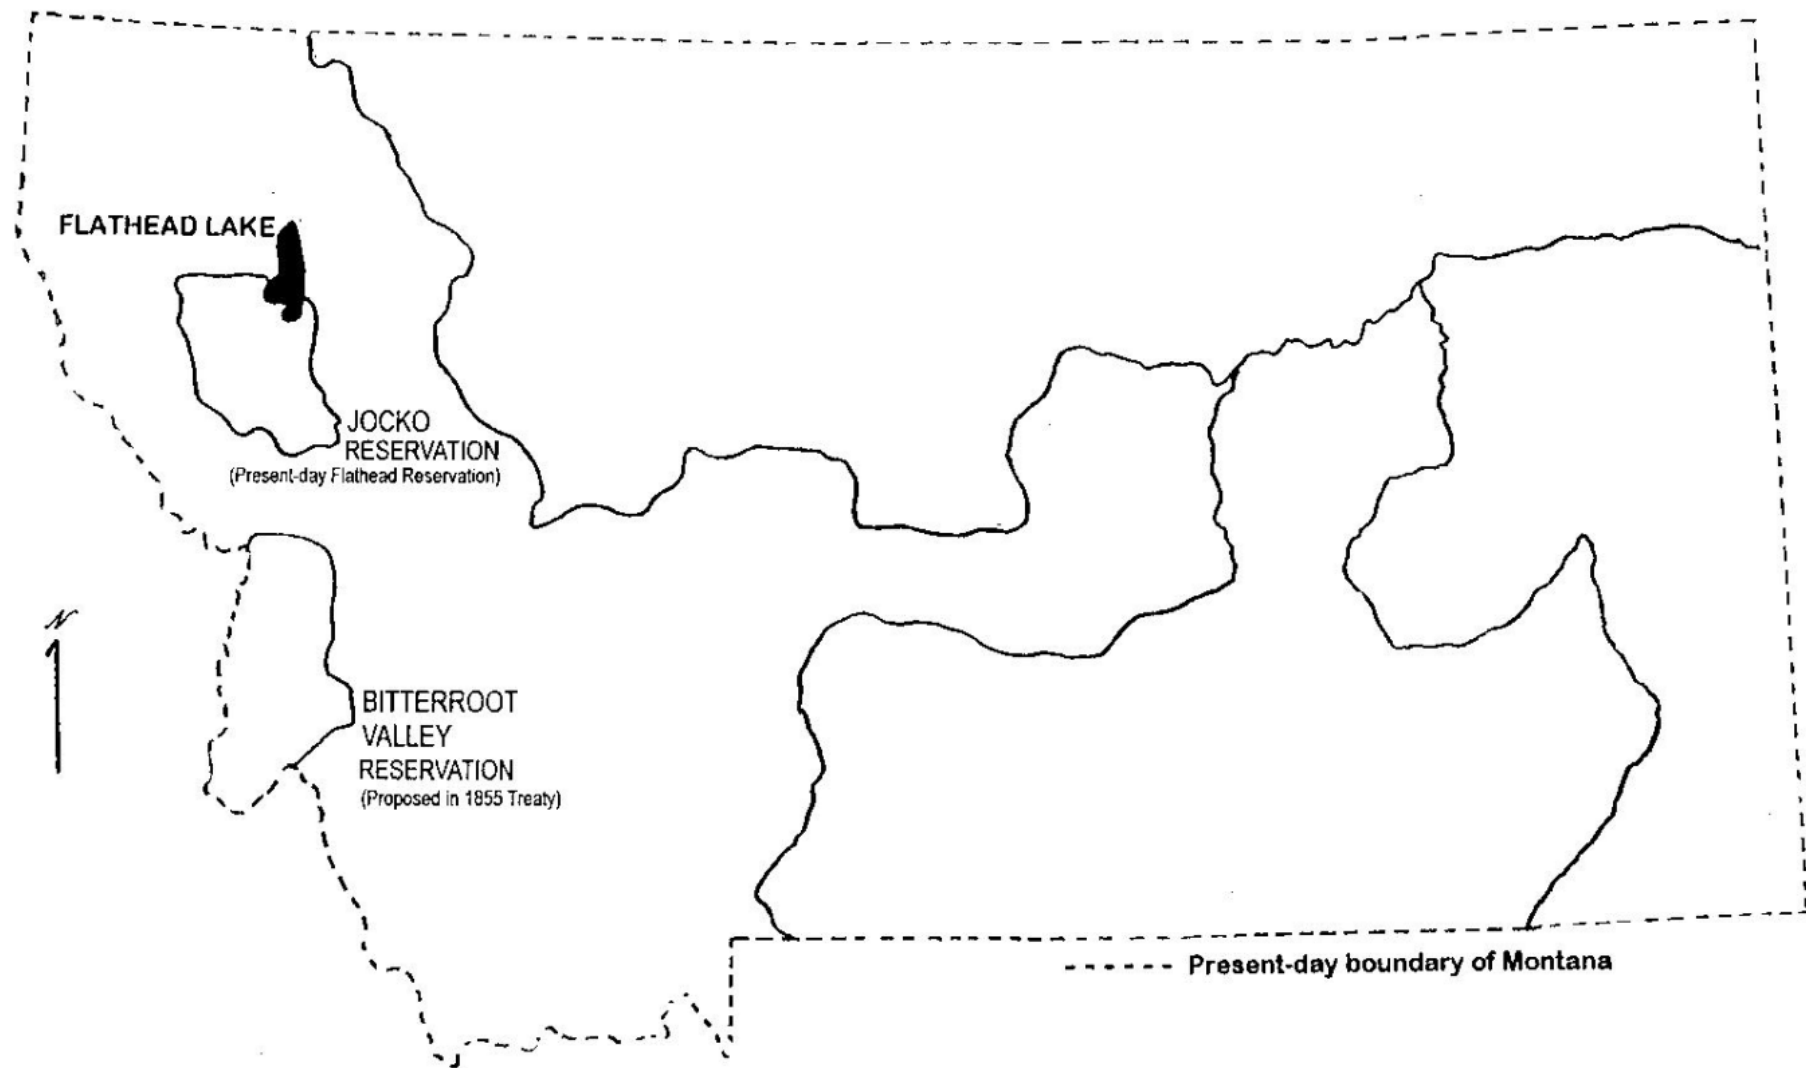 FLATHEAD LAKE
JOCKO
RESERVATION
(Present-day Flathead Reservation)
N
BITTERROOT
VALLEY
RESERVATION
(Proposed in 1855 Treaty)
Present-day boundary of Montana